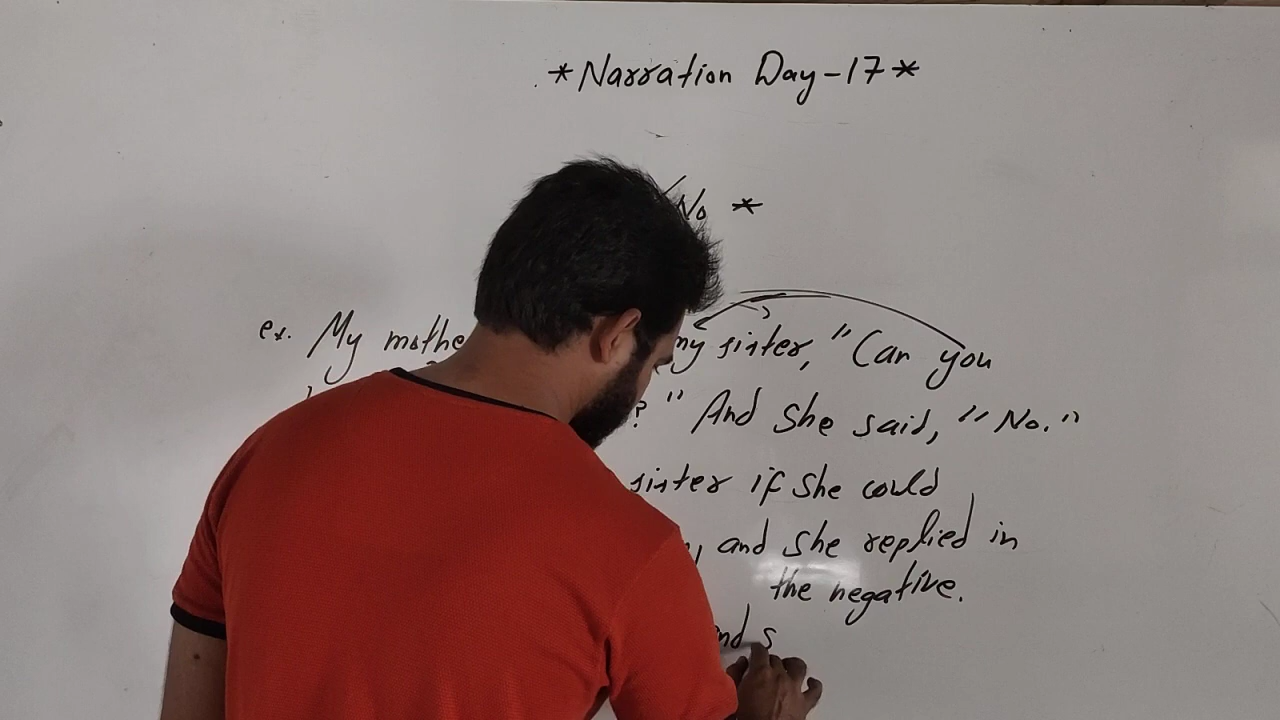 *Narration Day-17*
No *
ex. My mothe my sister, "Can you
?" And she said, "No."
sister if she could
, and she replied in
the negative.
nd s